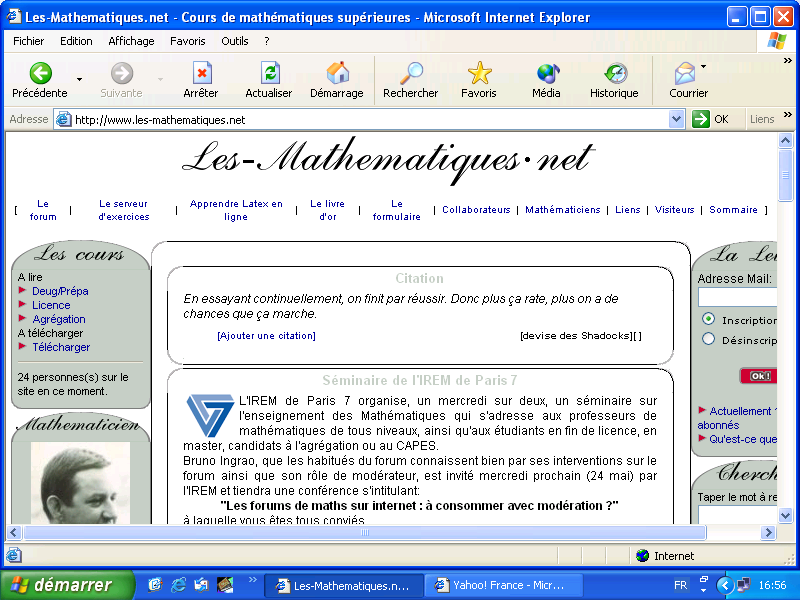 Les-Mathematiques.net - Cours de mathématiques supérieures - Microsoft Internet Explorer
Fichier Edition Affichage Favoris Outils ?
Précédente Suivante Arrêter Actualiser Démarrage Rechercher Favoris Média Historique Courrier »
Adresse http://www.les-mathematiques.net OK Liens »
Les-Mathematiques.net
[ Le forum | Le serveur d'exercices | Apprendre Latex en ligne | Le livre d'or | Le formulaire | Collaborateurs | Mathématiciens | Liens | Visiteurs | Sommaire ]
Les cours
A lire
Deug/Prépa
Licence
Agrégation
A télécharger
Télécharger
24 personnes(s) sur le
site en ce moment.
Mathematicien
Citation
En essayant continuellement, on finit par réussir. Donc plus ça rate, plus on a de
chances que ça marche.
[Ajouter une citation] [devise des Shadocks][ ]
Séminaire de l'IREM de Paris 7
L'IREM de Paris 7 organise, un mercredi sur deux, un séminaire sur
l'enseignement des Mathématiques qui s'adresse aux professeurs de
mathématiques de tous niveaux, ainsi qu'aux étudiants en fin de licence, en
master, candidats à l'agrégation ou au CAPES.
Bruno Ingrao, que les habitués du forum connaissent bien par ses interventions sur le
forum ainsi que son rôle de modérateur, est invité mercredi prochain (24 mai) par
l'IREM et tiendra une conférence s'intitulant:
"Les forums de maths sur internet : à consommer avec modération ?"
à laquelle vous êtes tous conviés
La Le
Adresse Mail:
Inscription
Désinscrip
Ok!
Actuellement
abonnés
Qu'est-ce que
Cherch
Taper le mot à re
Internet
démarrer » Les-Mathematiques.n... Yahoo! France - Micr... FR 16:56